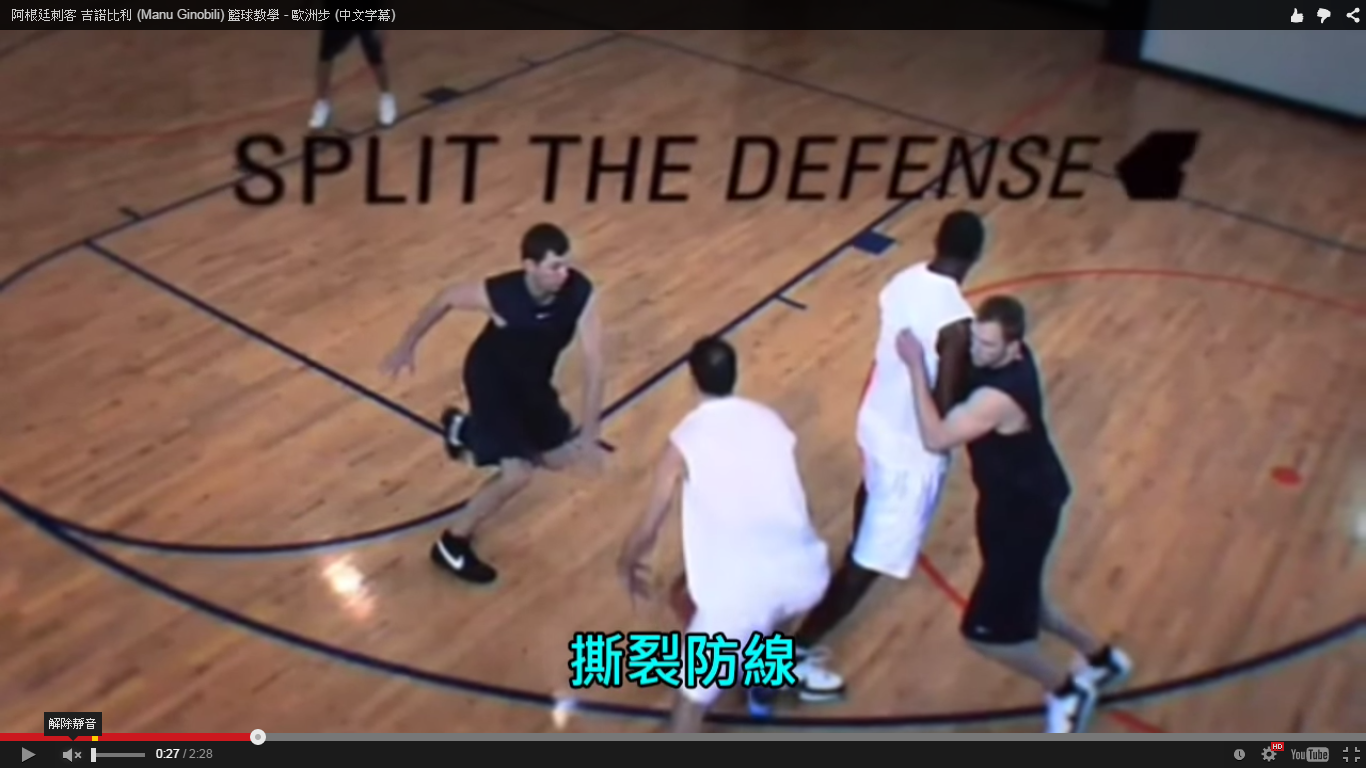 阿根廷刺客 吉諾比利 (Manu Ginobili) 籃球教學 - 歐洲步 (中文字幕)
SPLIT THE DEFENSE
撕裂防線
解除靜音
0:27 / 2:28
HD
YouTube